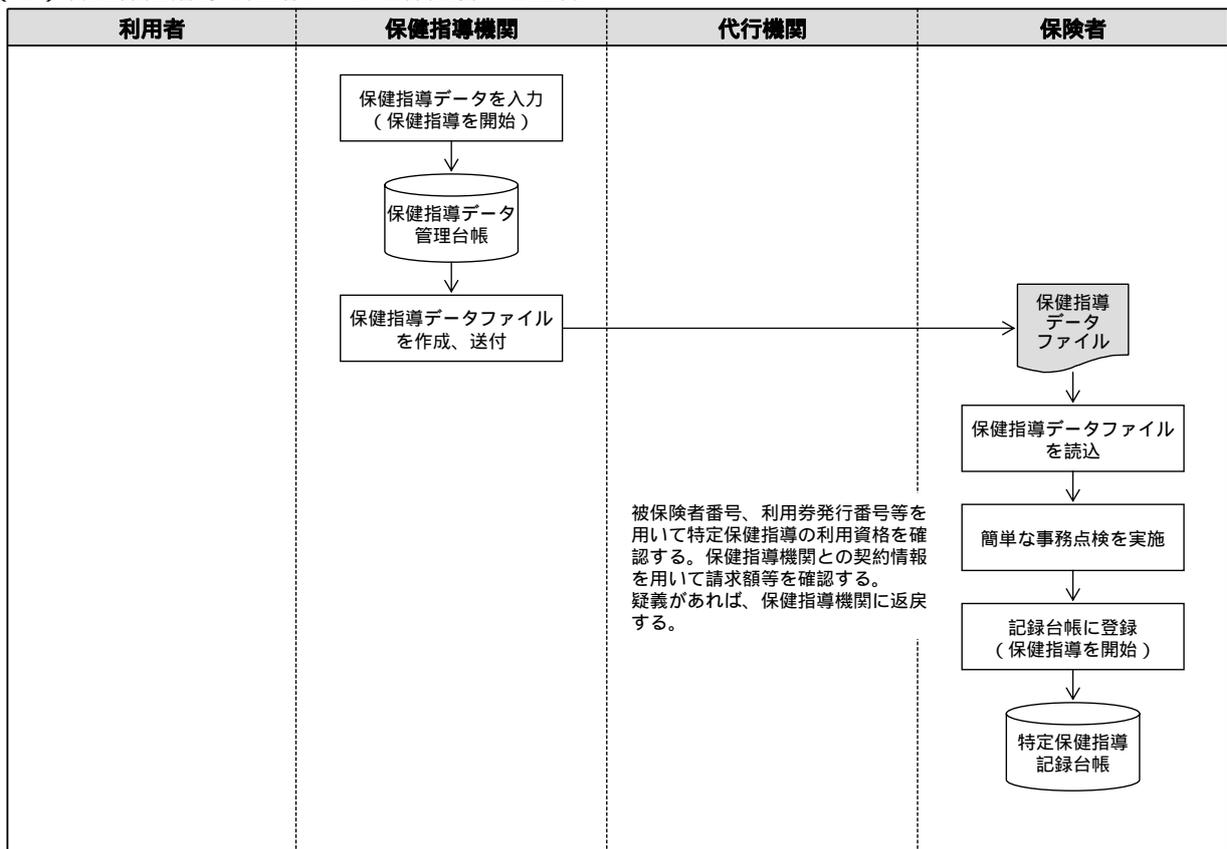 利用者
保健指導機関
代行機関
保険者
保健指導データを入力
(保健指導を開始)
保健指導データ
管理台帳
保健指導データファイル
を作成、送付
保健指導
データ
ファイル
保健指導データファイル
を読込
被保険者番号、利用券発行番号等を
用いて特定保健指導の利用資格を確
認する。保健指導機関との契約情報
を用いて請求額等を確認する。
疑義があれば、保健指導機関に返戻
する。
簡単な事務点検を実施
記録台帳に登録
(保健指導を開始)
特定保健指導
記録台帳